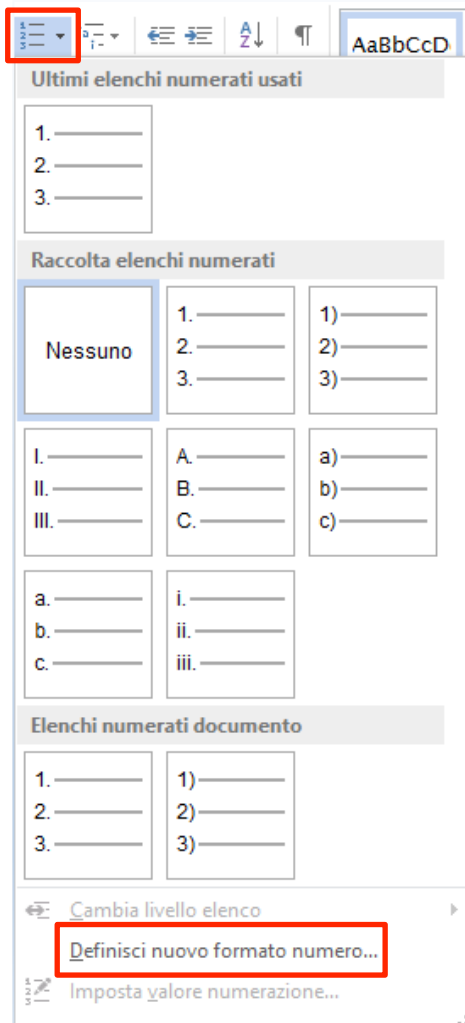 AaBbCcD
Ultimi elenchi numerati usati
1.
2.
3.
Raccolta elenchi numerati
Nessuno
1.
2.
3.
1)
2)
3)
I.
II.
III.
A.
B.
C.
a)
b)
c)
a.
b.
c.
i.
ii.
iii.
Elenchi numerati documento
1.
2.
3.
1)
2)
3)
Cambia livello elenco
Definisci nuovo formato numero...
Imposta valore numerazione...